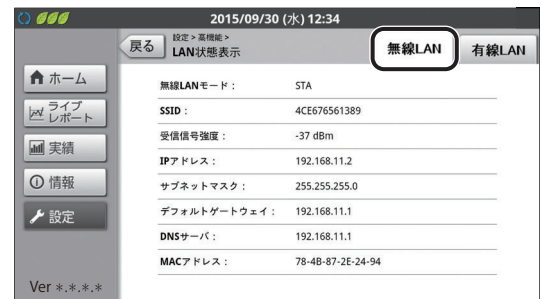 2015/09/30 (水) 12:34
戻る
設定 > 高機能 >
LAN状態表示
無線LAN
有線LAN
ホーム
ライブ
レポート
実績
情報
設定
Ver *.*.*.*
無線LANモード： STA
SSID： 4CE676561389
受信信号強度： -37 dBm
IPアドレス： 192.168.11.2
サブネットマスク： 255.255.255.0
デフォルトゲートウェイ： 192.168.11.1
DNSサーバ： 192.168.11.1
MACアドレス： 78-4B-87-2E-24-94